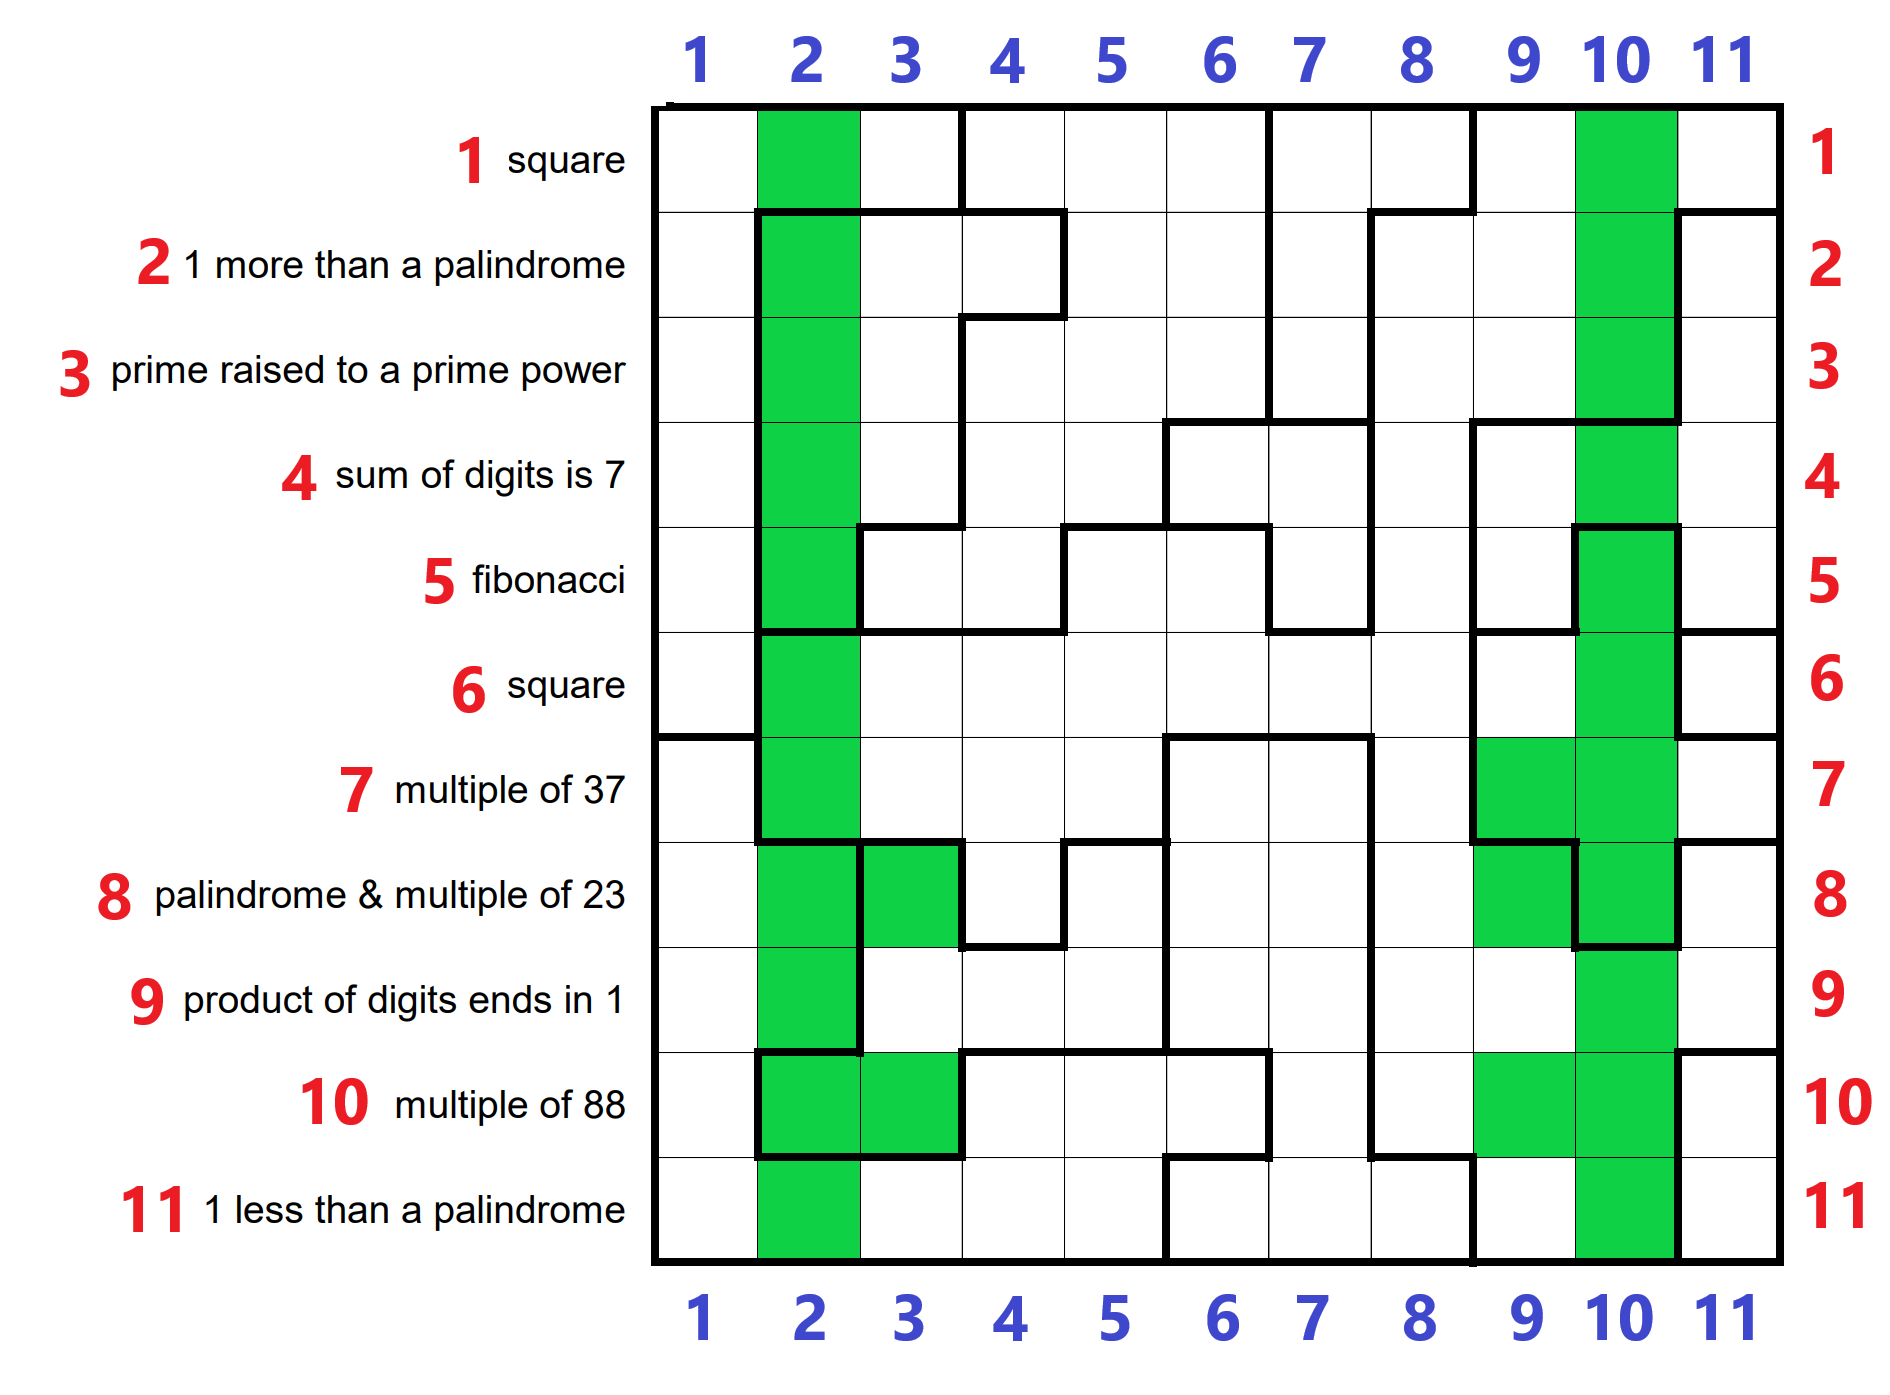 1 2 3 4 5 6 7 8 9 10 11
1 square 1
2 1 more than a palindrome 2
3 prime raised to a prime power 3
4 sum of digits is 7 4
5 fibonacci 5
6 square 6
7 multiple of 37 7
8 palindrome & multiple of 23 8
9 product of digits ends in 1 9
10 multiple of 88 10
11 1 less than a palindrome 11
1 2 3 4 5 6 7 8 9 10 11